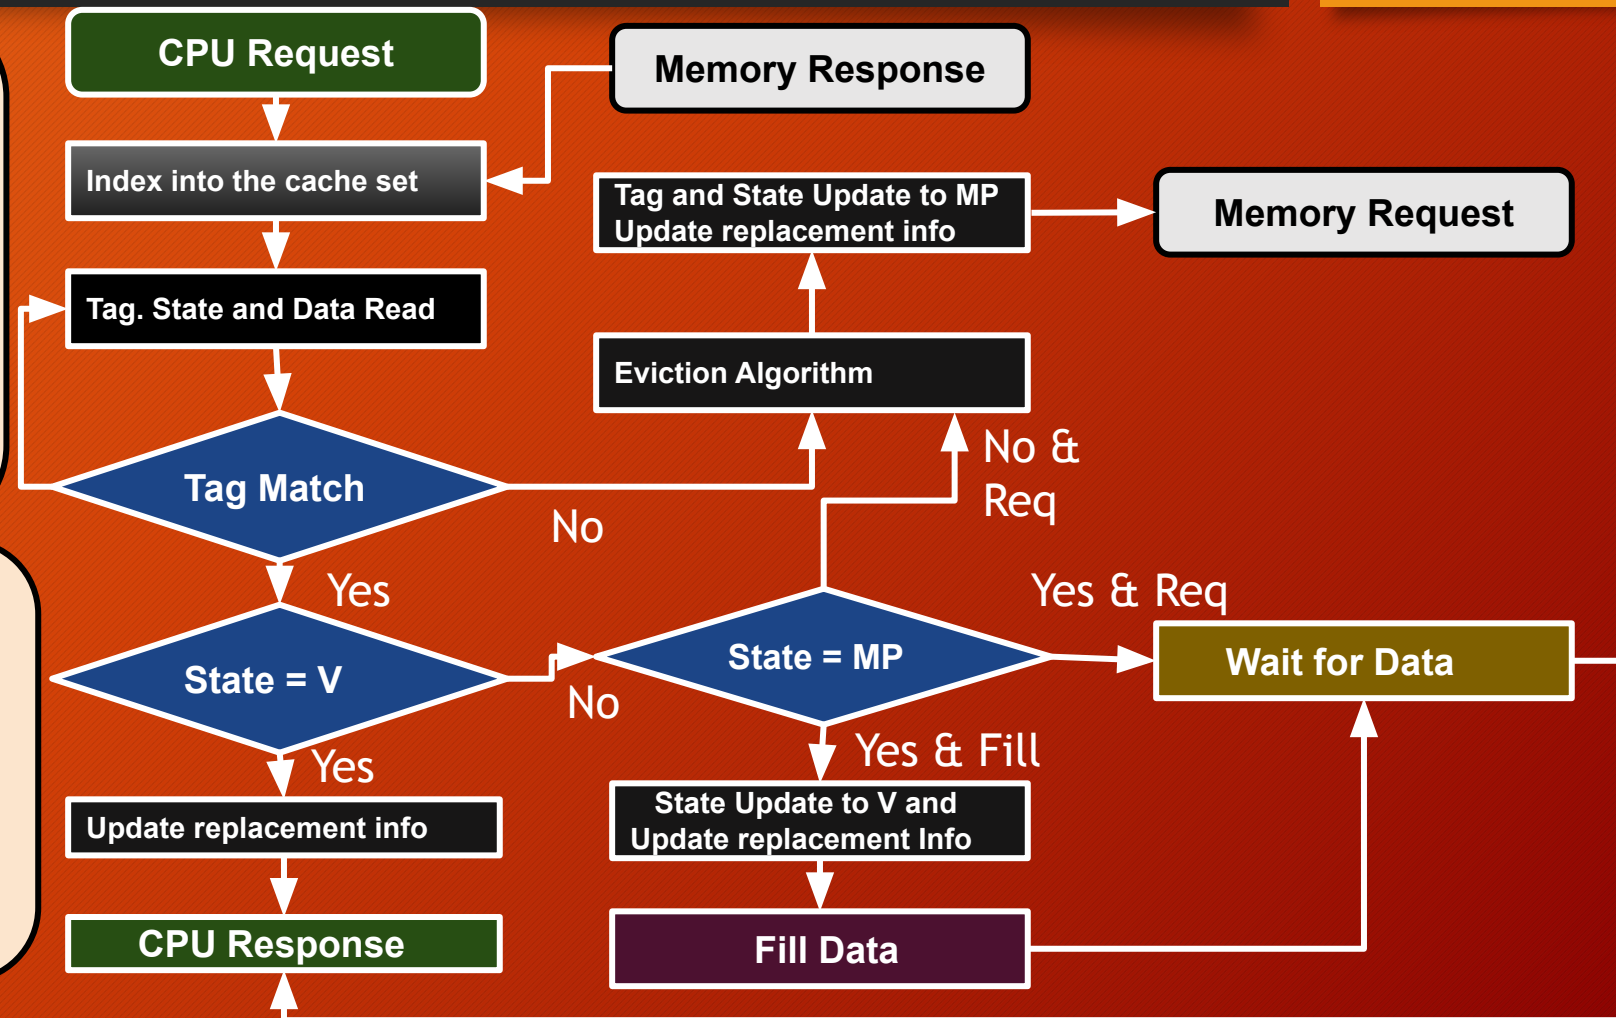 CPU Request
Memory Response
Index into the cache set
Tag and State Update to MP
Update replacement info
Memory Request
Tag. State and Data Read
Eviction Algorithm
No &
Req
Tag Match
No
Yes
Yes & Req
State = V
No
State = MP
Wait for Data
Yes
Yes & Fill
Update replacement info
State Update to V and
Update replacement Info
CPU Response
Fill Data